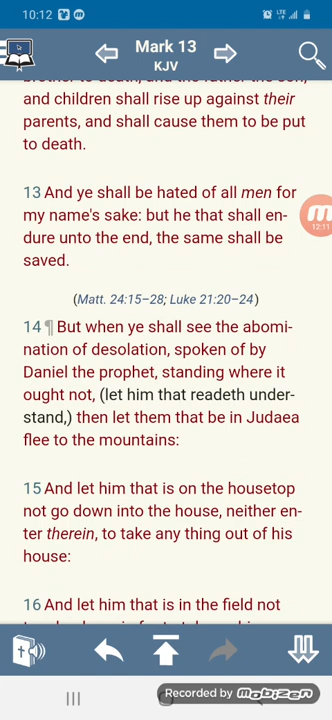 10:12
LTE
Mark 13
KJV
and children shall rise up against their
parents, and shall cause them to be put
to death.
12:11
13 And ye shall be hated of all men for
my name's sake: but he that shall en-
dure unto the end, the same shall be
saved.
(Matt. 24:15–28; Luke 21:20–24)
14 ¶ But when ye shall see the abomi-
nation of desolation, spoken of by
Daniel the prophet, standing where it
ought not, (let him that readeth under-
stand,) then let them that be in Judaea
flee to the mountains:
15 And let him that is on the housetop
not go down into the house, neither en-
ter therein, to take any thing out of his
house:
16 And let him that is in the field not
Recorded by Mobizen